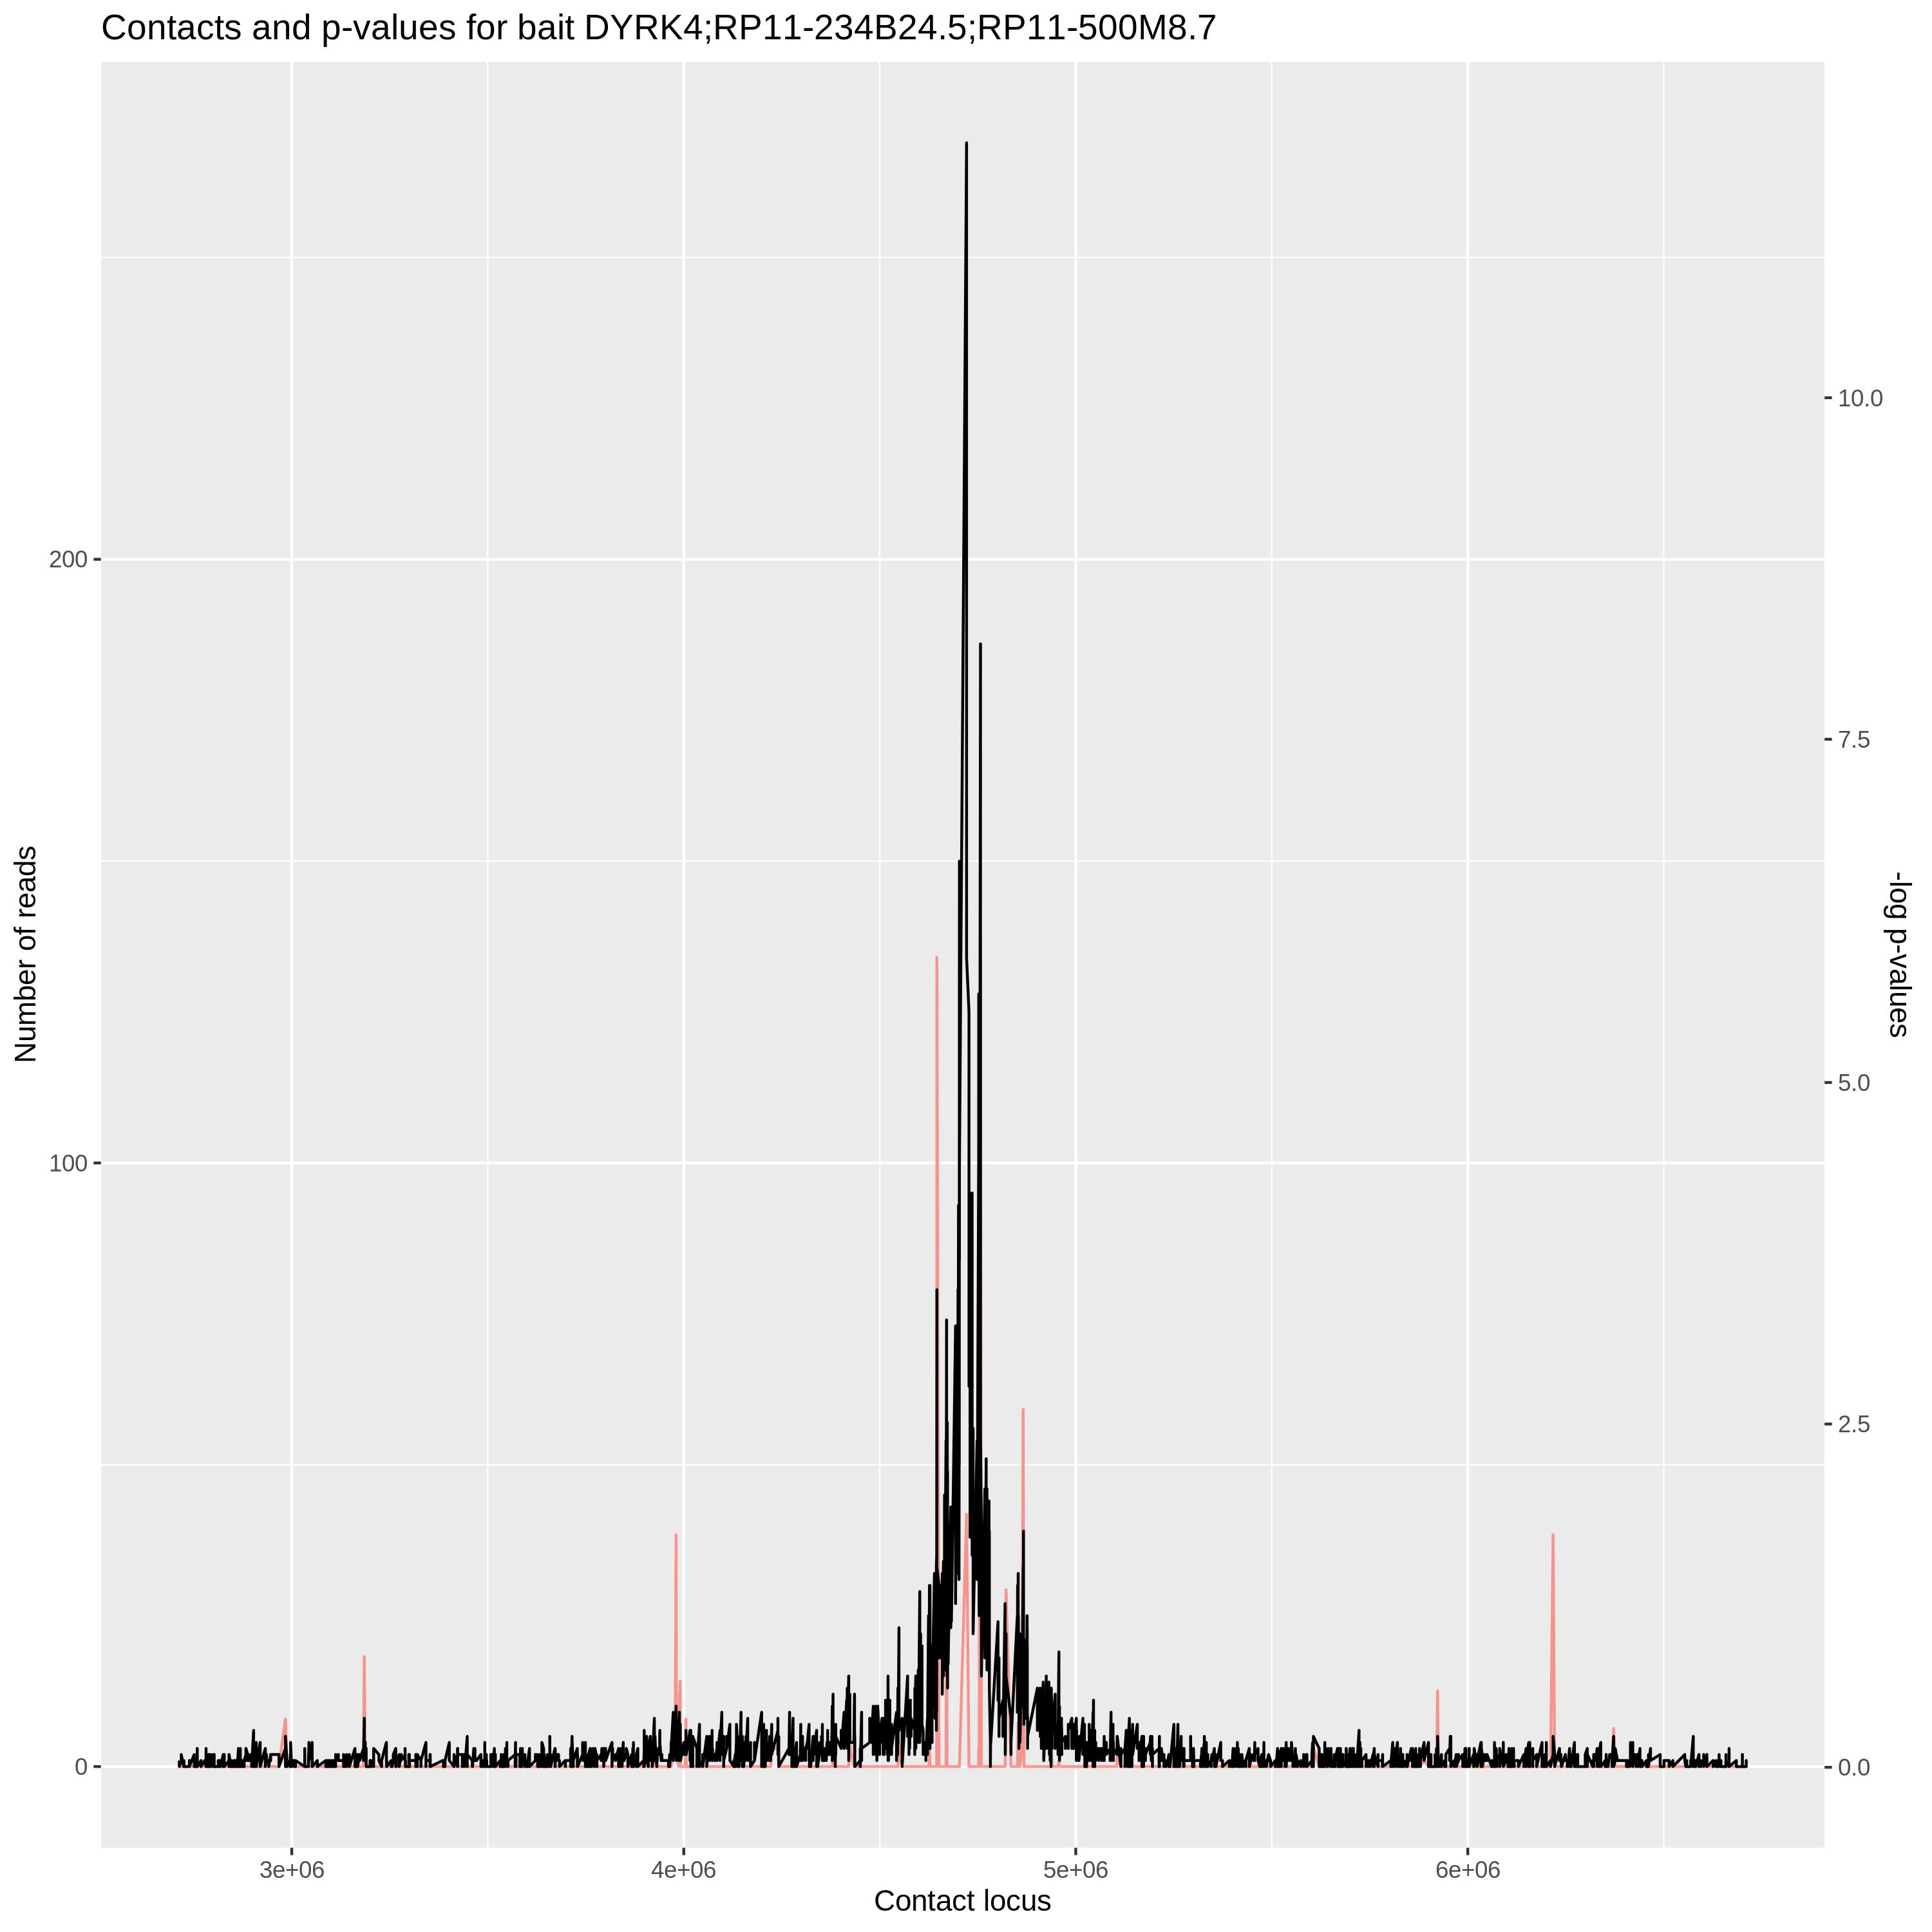 Contacts and p-values for bait DYRK4;RP11-234B24.5;RP11-500M8.7
Number of reads
200
100
0
10.0
7.5
5.0
2.5
0.0
-log p-values
3e+06
4e+06
5e+06
6e+06
Contact locus